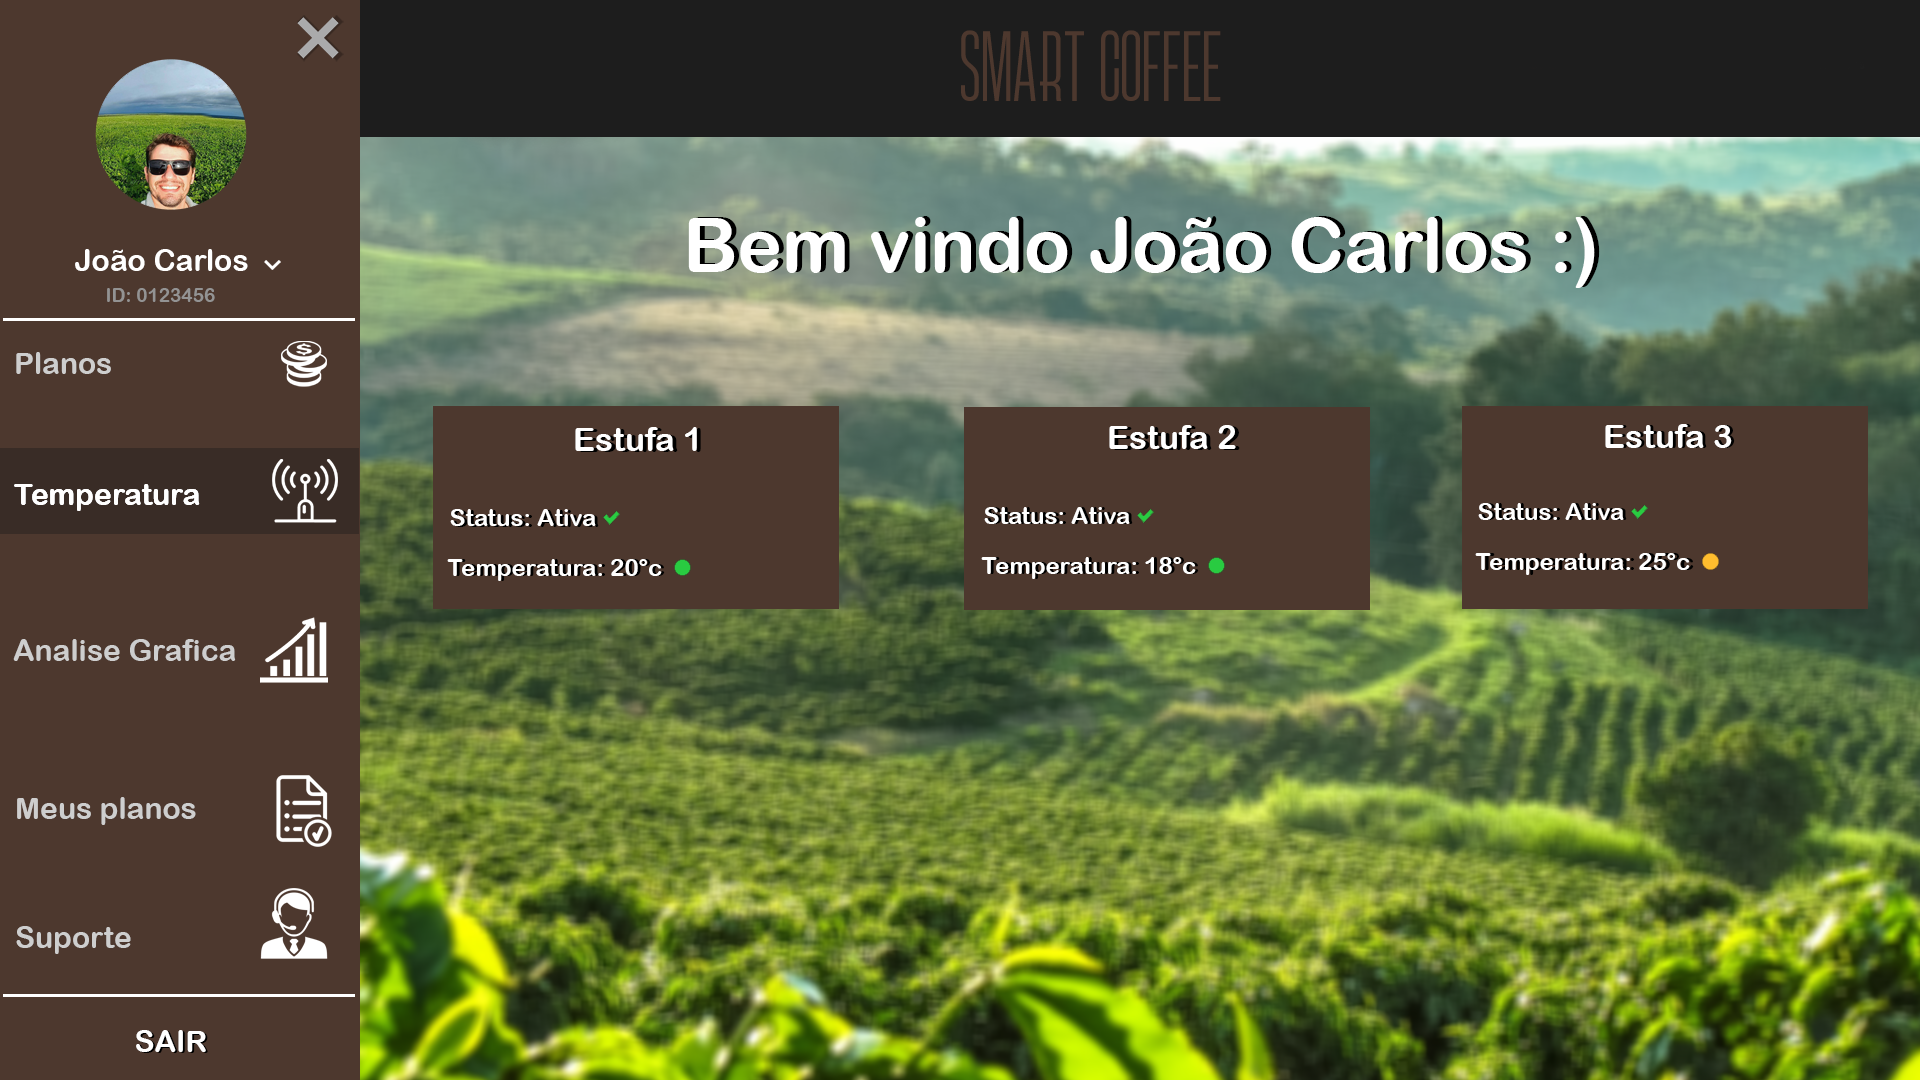 SMART COFFEE
João Carlos
ID: 0123456
Planos
Temperatura
Analise Grafica
Meus planos
Suporte
SAIR
Bem vindo João Carlos :)
Estufa 1
Status: Ativa
Temperatura: 20°c
Estufa 2
Status: Ativa
Temperatura: 18°c
Estufa 3
Status: Ativa
Temperatura: 25°c